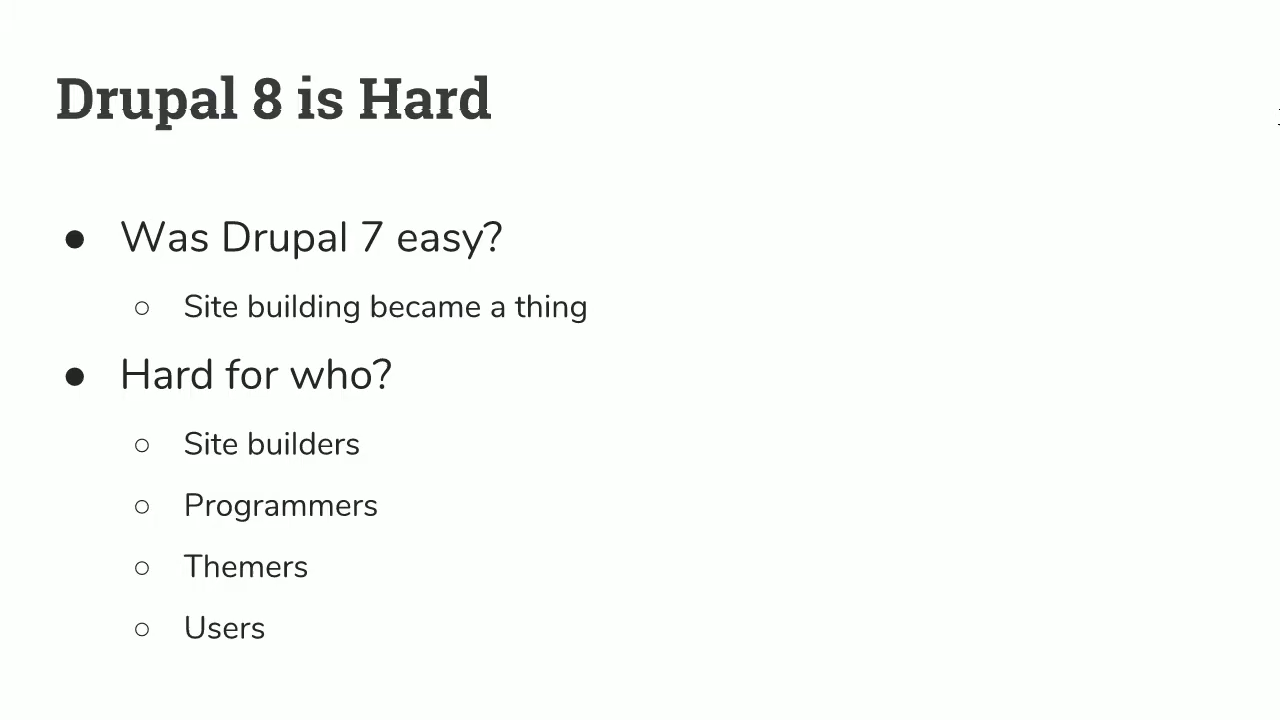 Drupal 8 is Hard
● Was Drupal 7 easy?
○ Site building became a thing
● Hard for who?
○ Site builders
○ Programmers
○ Themers
○ Users